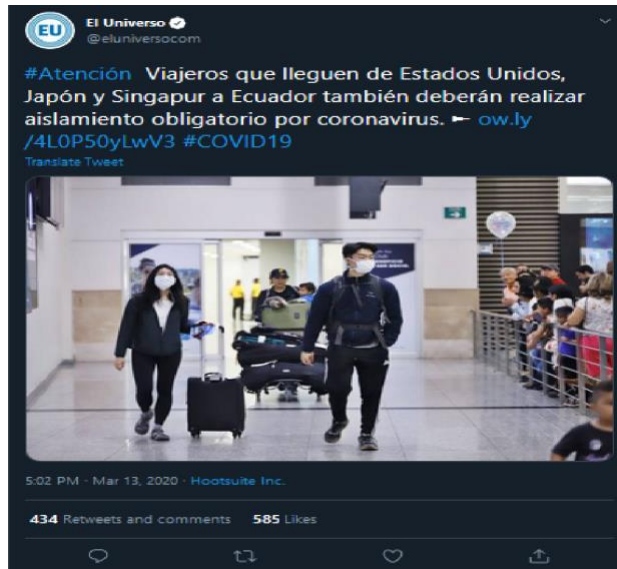 EU
El Universo
@eluniversocom
#Atención Viajeros que lleguen de Estados Unidos,
Japón y Singapur a Ecuador también deberán realizar
aislamiento obligatorio por coronavirus. ► ow.ly
/4L0P50yLwV3 #COVID19
Translate Tweet
5:02 PM · Mar 13, 2020 · Hootsuite Inc.
434 Retweets and comments 585 Likes